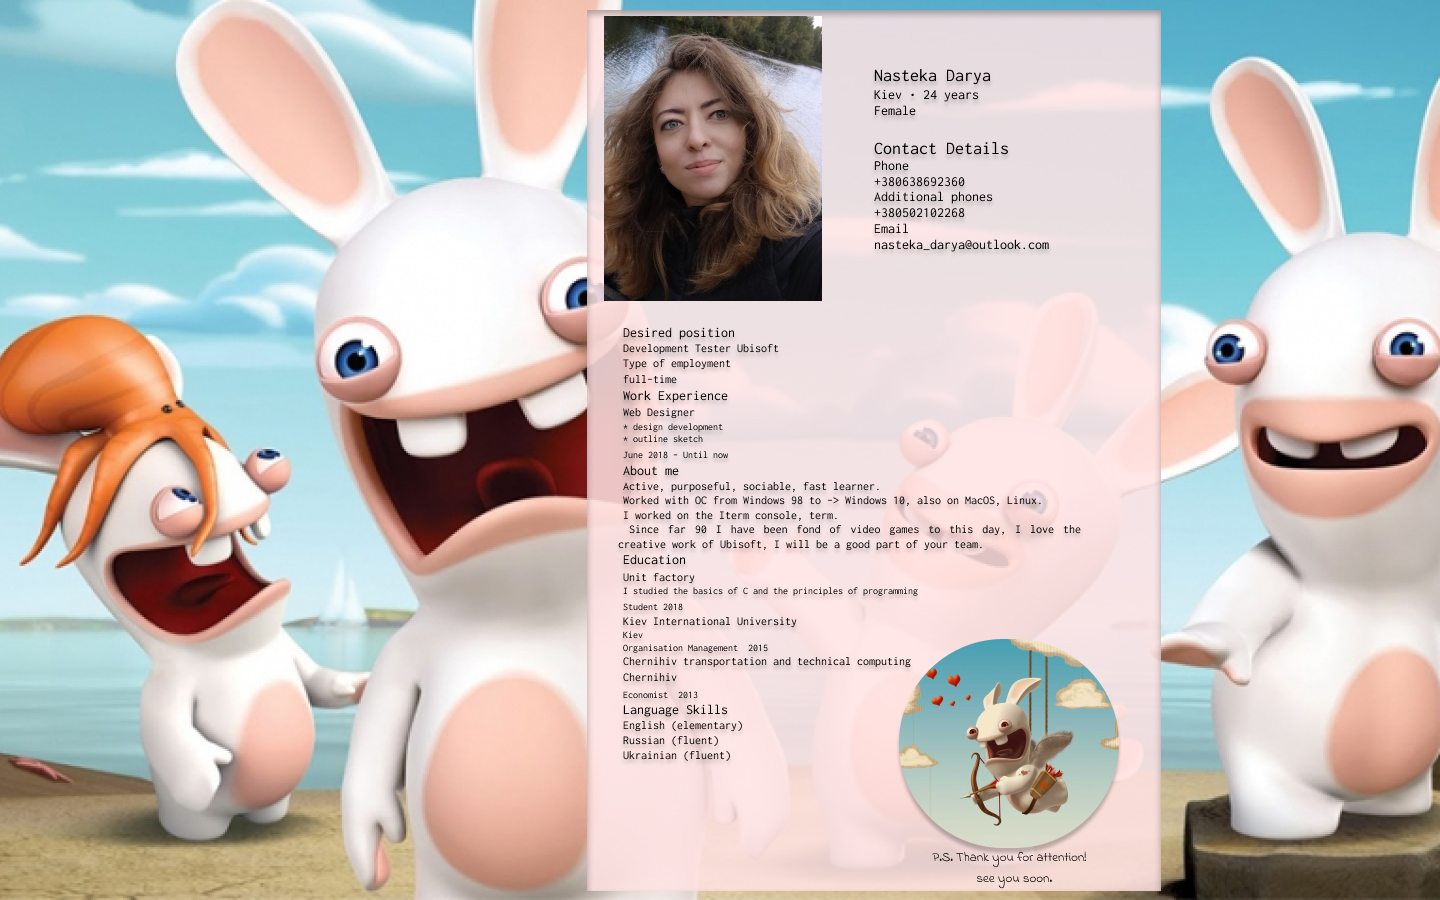 Nasteka Darya
Kiev · 24 years
Female
Contact Details
Phone
+380638692360
Additional phones
+380502102268
Email
nasteka_darya@outlook.com
Desired position
Development Tester Ubisoft
Type of employment
full-time
Work Experience
Web Designer
* design development
* outline sketch
June 2018 - Until now
About me
Active, purposeful, sociable, fast learner.
Worked with OC from Windows 98 to -> Windows 10, also on MacOS, Linux.
I worked on the Iterm console, term.
Since far 90 I have been fond of video games to this day, I love the
creative work of Ubisoft, I will be a good part of your team.
Education
Unit factory
I studied the basics of C and the principles of programming
Student 2018
Kiev International University
Kiev
Organisation Management 2015
Chernihiv transportation and technical computing
Chernihiv
Economist 2013
Language Skills
English (elementary)
Russian (fluent)
Ukrainian (fluent)
P.S. Thank you for attention!
see you soon.